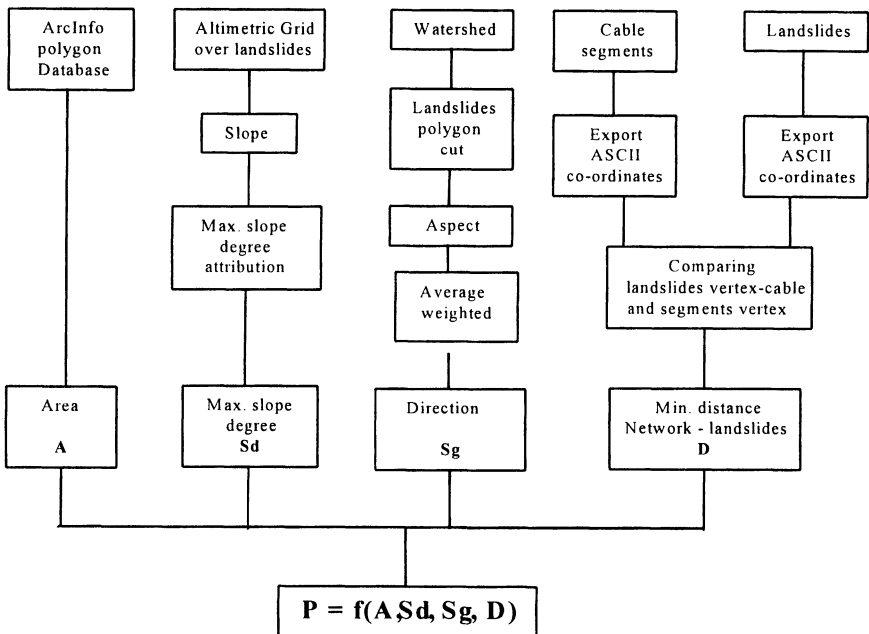 ArcInfo
polygon
Database
Altimetric Grid
over landslides
Watershed
Cable
segments
Landslides
Slope
Landslides
polygon
cut
Export
ASCII
co-ordinates
Export
ASCII
co-ordinates
Max. slope
degree
attribution
Aspect
Average
weighted
Comparing
landslides vertex-cable
and segments vertex
Area
A
Max. slope
degree
Sd
Direction
Sg
Min. distance
Network - landslides
D
P = f(A,Sd, Sg, D)